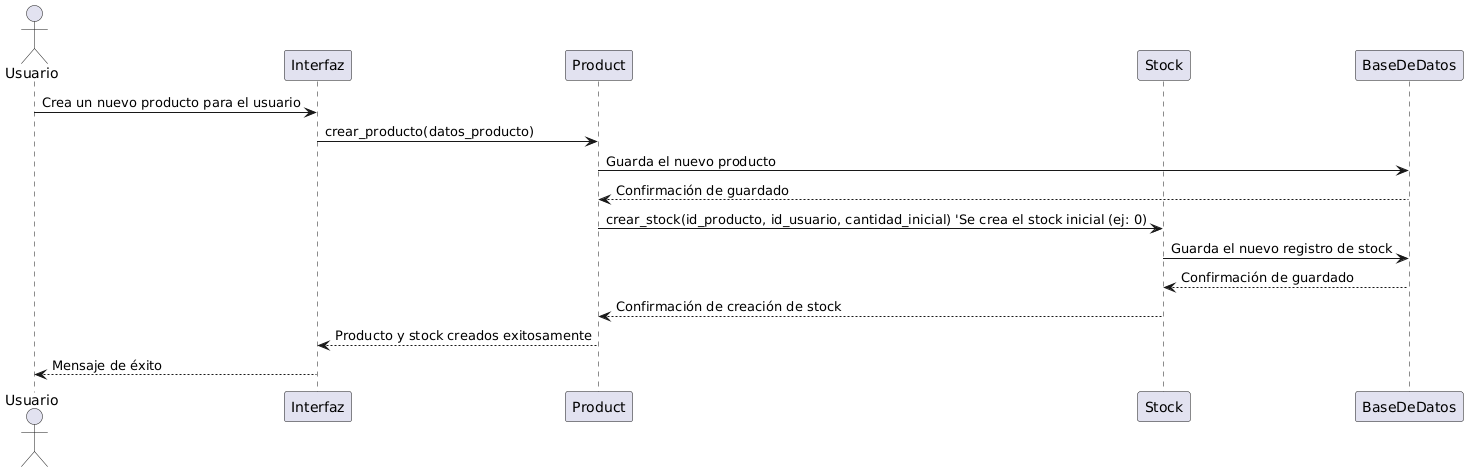 Usuario
Interfaz
Product
Stock
BaseDeDatos
Crea un nuevo producto para el usuario
crear_producto(datos_producto)
Guarda el nuevo producto
Confirmación de guardado
crear_stock(id_producto, id_usuario, cantidad_inicial) 'Se crea el stock inicial (ej: 0)
Guarda el nuevo registro de stock
Confirmación de guardado
Confirmación de creación de stock
Producto y stock creados exitosamente
Mensaje de éxito
Usuario
Interfaz
Product
Stock
BaseDeDatos